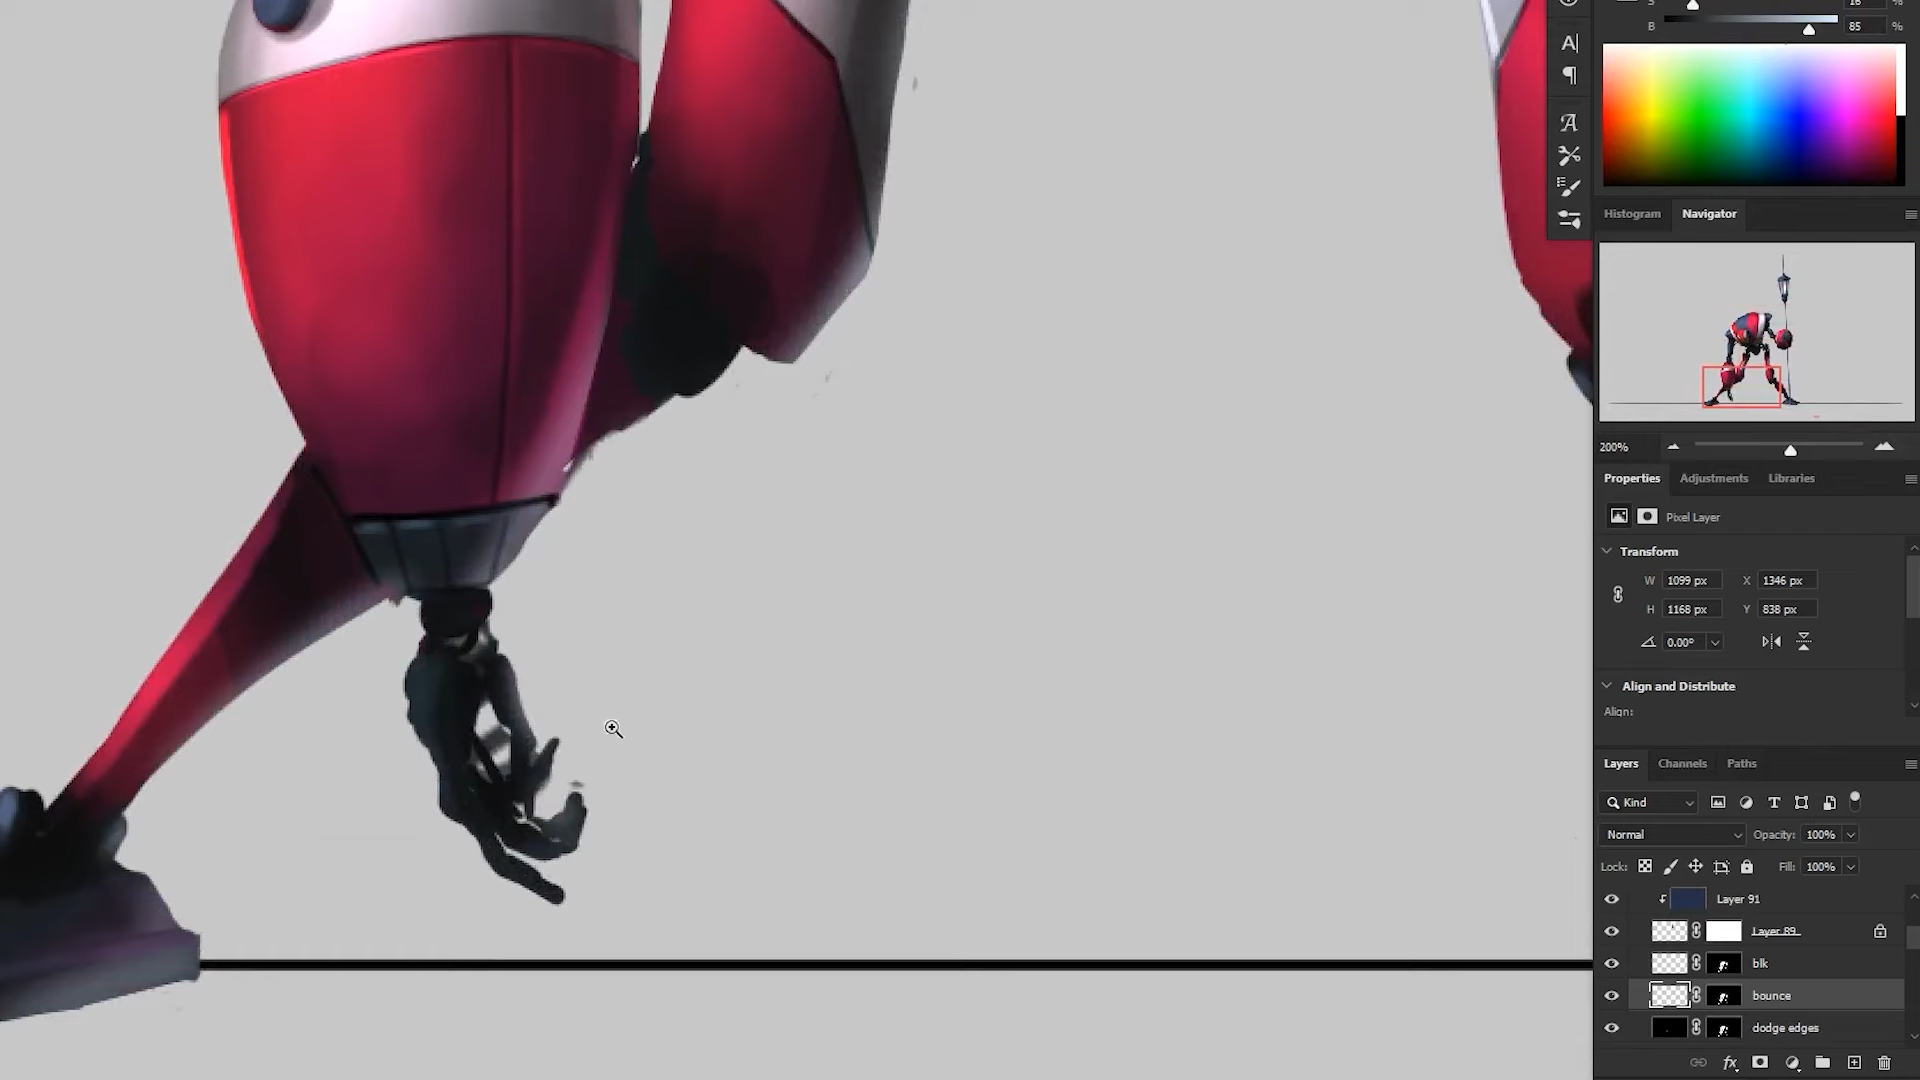 S 16 %
B 85 %
A|
¶
A
Histogram Navigator
200%
Properties Adjustments Libraries
Pixel Layer
Transform
W 1099 px X 1346 px
H 1168 px Y 838 px
0.00°
Align and Distribute
Align:
Layers Channels Paths
Kind
Normal Opacity: 100%
Lock: Fill: 100%
Layer 91
Layer 89
blk
bounce
dodge edges
fx